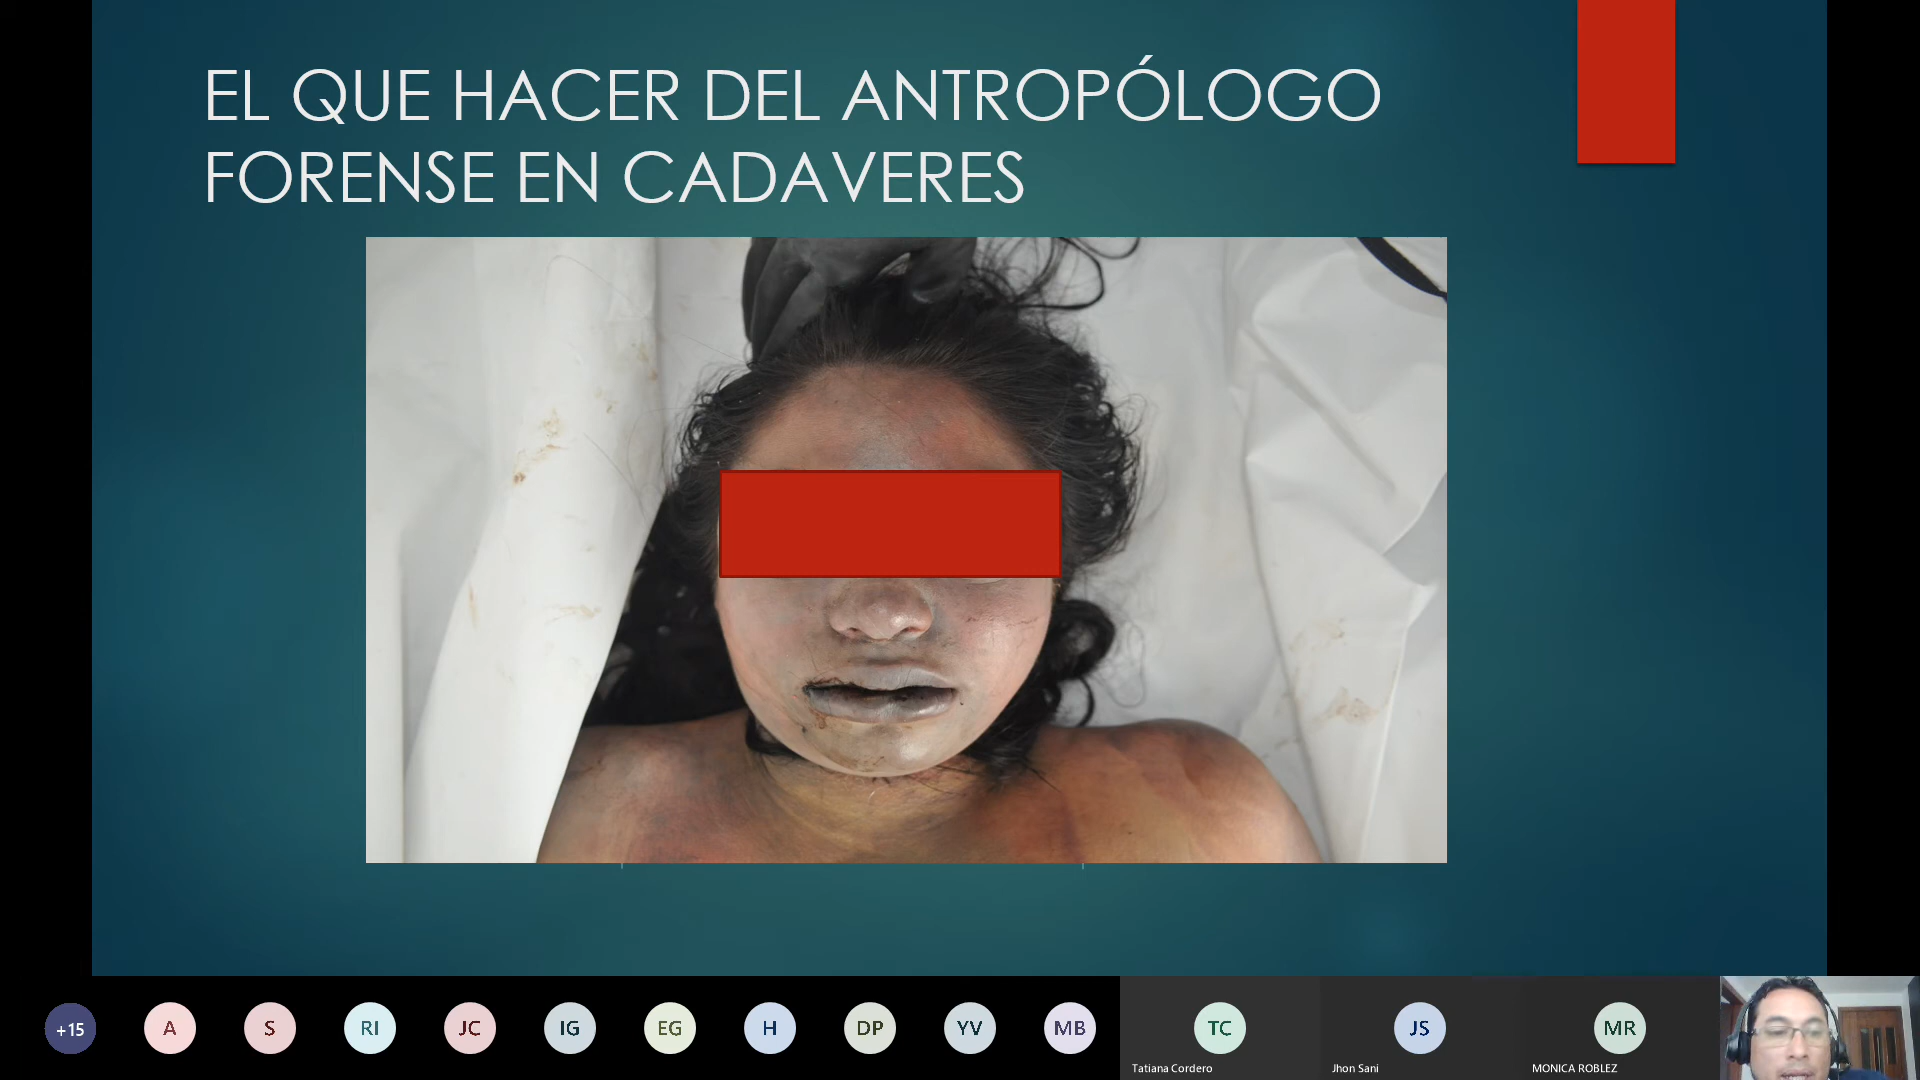 EL QUE HACER DEL ANTROPÓLOGO
FORENSE EN CADAVERES
+15
A
S
RI
JC
IG
EG
H
DP
YV
MB
TC
JS
MR
Tatiana Cordero
Jhon Sani
MONICA ROBLEZ